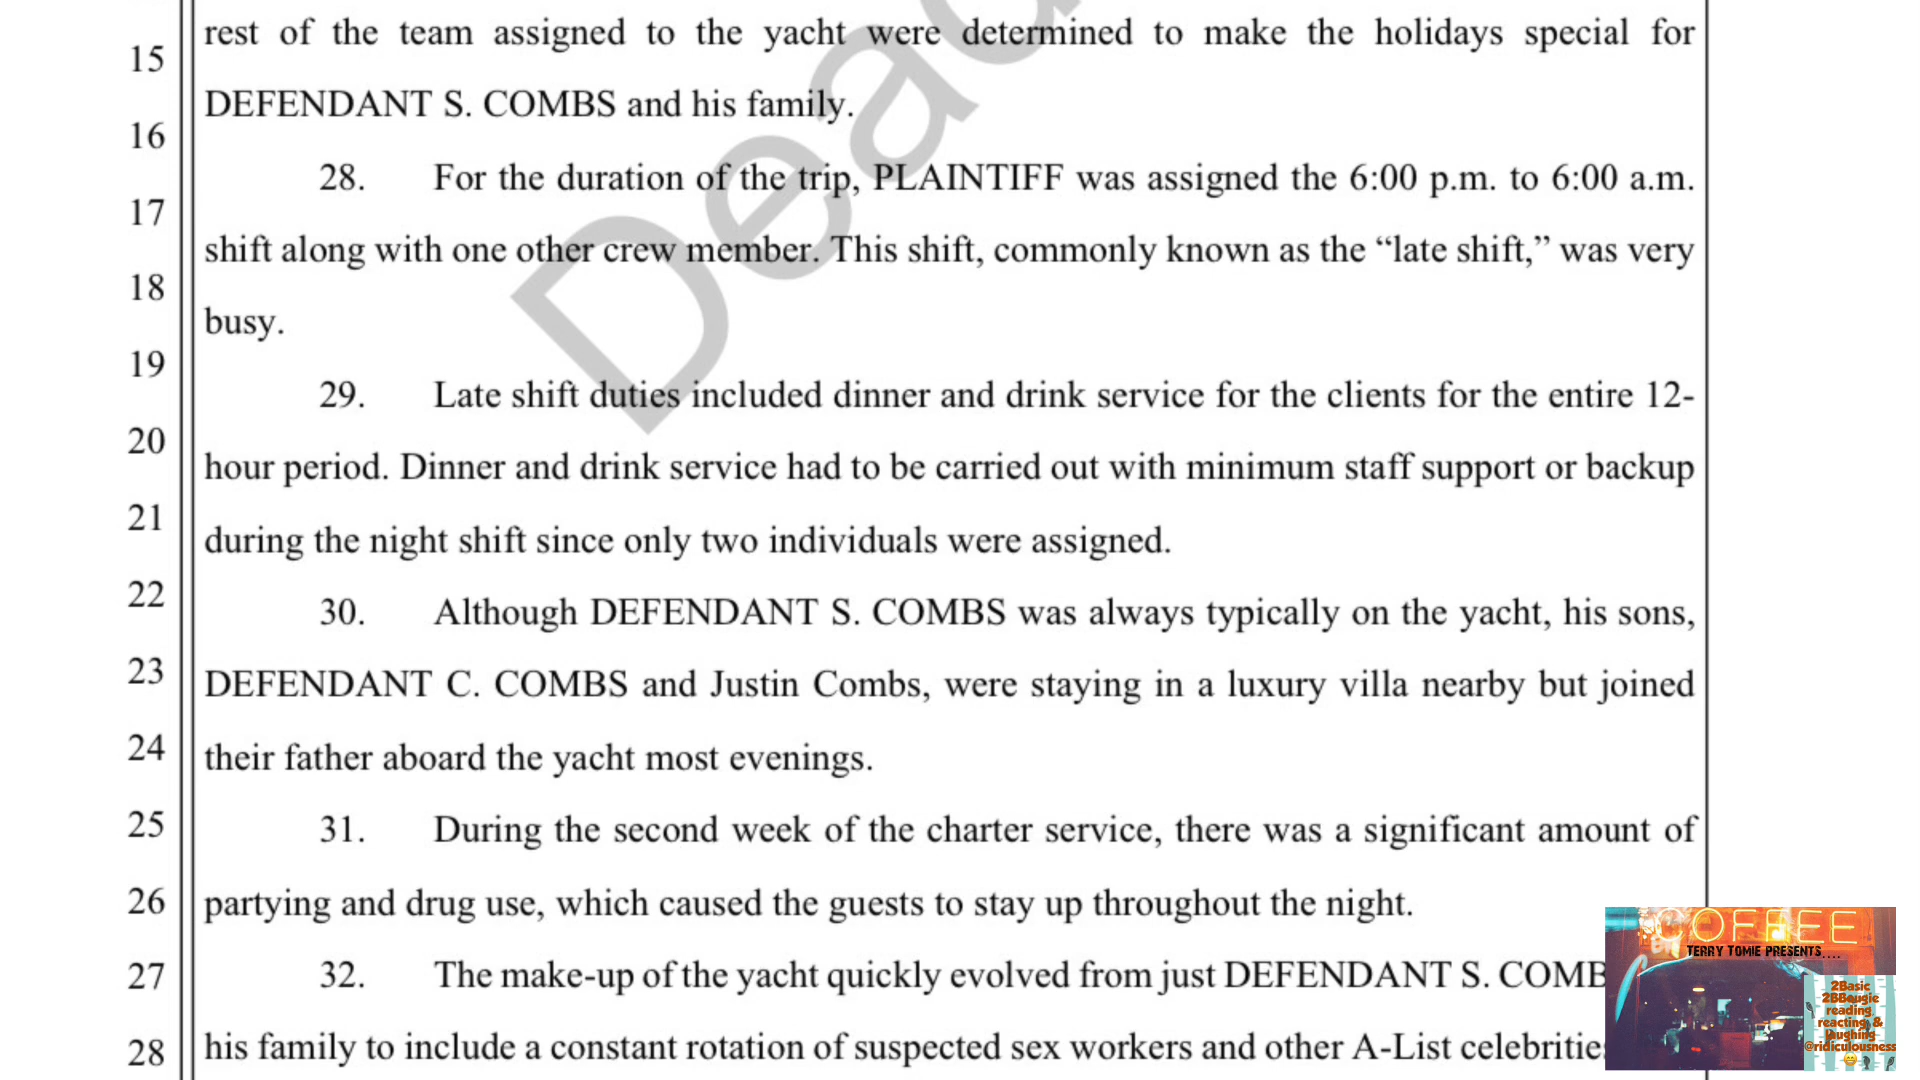 rest of the team assigned to the yacht were determined to make the holidays special for
15
DEFENDANT S. COMBS and his family.
16
28. For the duration of the trip, PLAINTIFF was assigned the 6:00 p.m. to 6:00 a.m.
17
shift along with one other crew member. This shift, commonly known as the “late shift,” was very
18
busy.
19
29. Late shift duties included dinner and drink service for the clients for the entire 12-
20
hour period. Dinner and drink service had to be carried out with minimum staff support or backup
21
during the night shift since only two individuals were assigned.
22
30. Although DEFENDANT S. COMBS was always typically on the yacht, his sons,
23
DEFENDANT C. COMBS and Justin Combs, were staying in a luxury villa nearby but joined
24
their father aboard the yacht most evenings.
25
31. During the second week of the charter service, there was a significant amount of
26
partying and drug use, which caused the guests to stay up throughout the night.
27
32. The make-up of the yacht quickly evolved from just DEFENDANT S. COMB
28
his family to include a constant rotation of suspected sex workers and other A-List celebritie
Dead
COFFEE
TERRY TOMIE PRESENTS....
2Basic
2BBougie
reading
reacting &
laughing
@ridiculousness